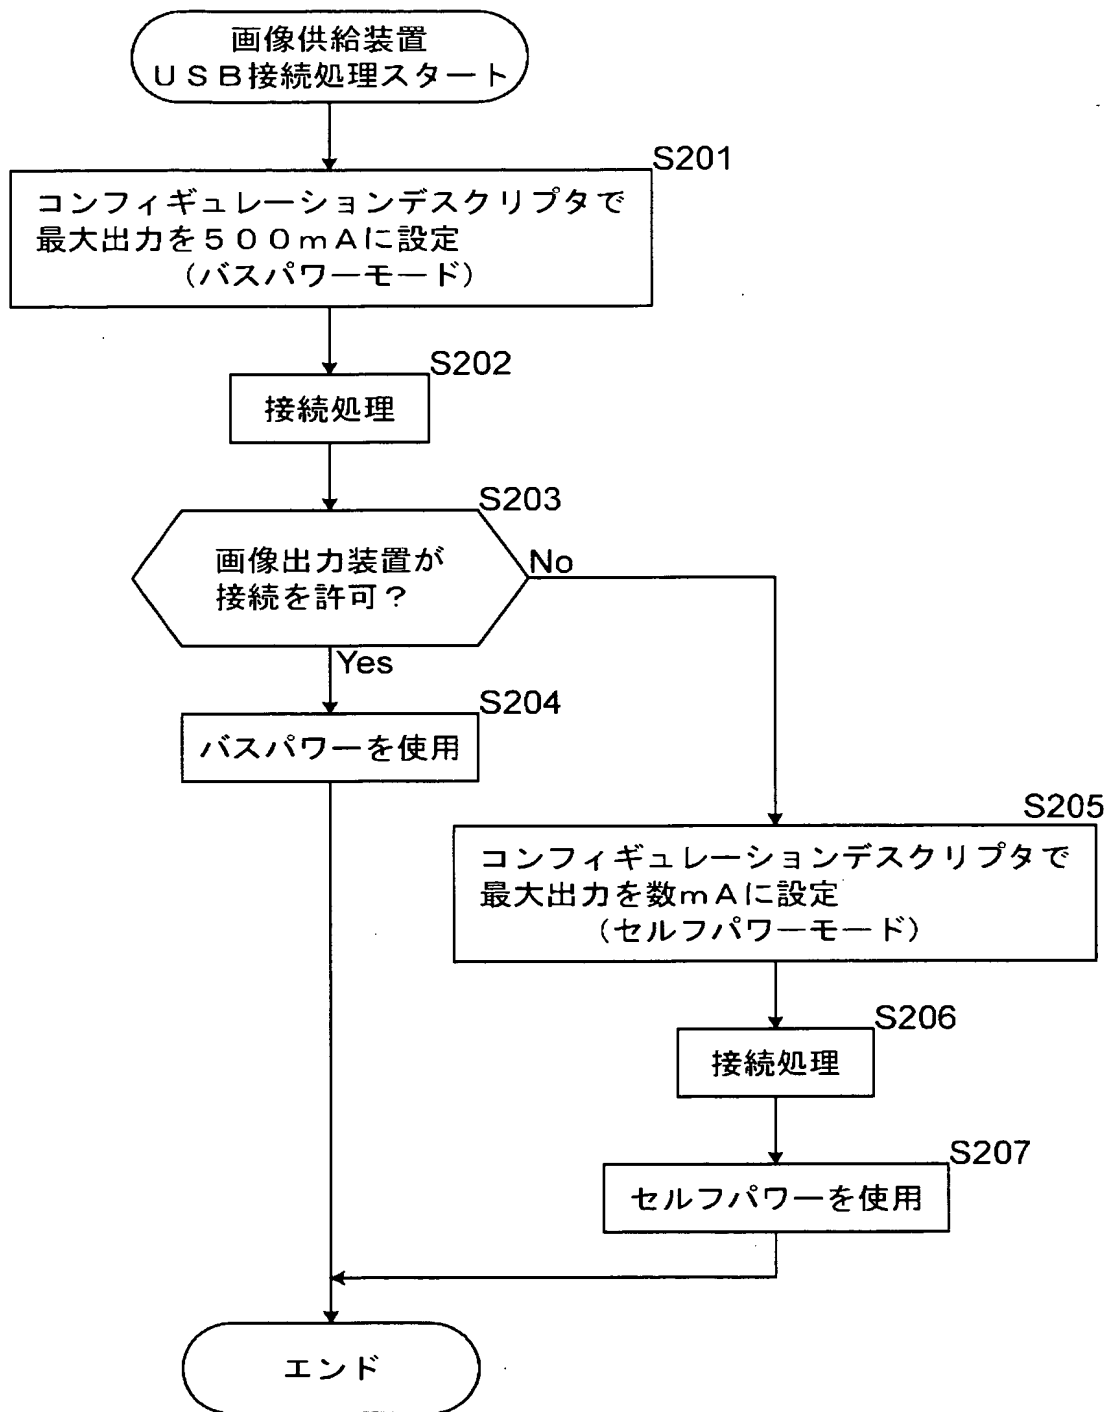 画像供給装置
USB接続処理スタート
S201
コンフィギュレーションデスクリプタで
最大出力を500mAに設定
(バスパワーモード)
S202
接続処理
S203
画像出力装置が
接続を許可?
No
Yes
S204
バスパワーを使用
S205
コンフィギュレーションデスクリプタで
最大出力を数mAに設定
(セルフパワーモード)
S206
接続処理
S207
セルフパワーを使用
エンド